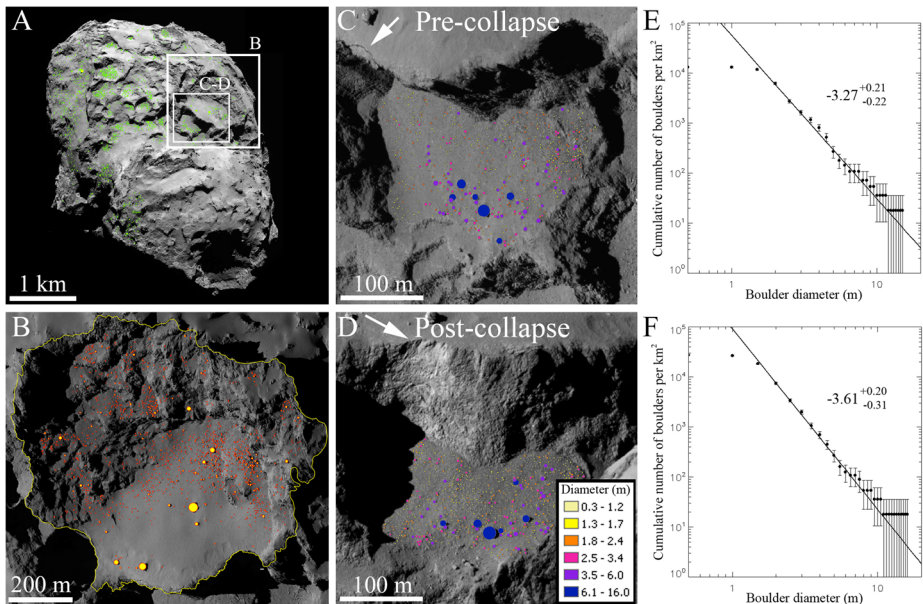 A
B
C-D
1 km
B
200 m
C
Pre-collapse
100 m
D
Post-collapse
100 m
Diameter (m)
0.3 - 1.2
1.3 - 1.7
1.8 - 2.4
2.5 - 3.4
3.5 - 6.0
6.1 - 16.0
E
Cumulative number of boulders per km²
10⁵
10⁴
10³
10²
10¹
10⁰
-3.27 +0.21 -0.22
1
10
Boulder diameter (m)
F
Cumulative number of boulders per km²
10⁵
10⁴
10³
10²
10¹
10⁰
-3.61 +0.20 -0.31
1
10
Boulder diameter (m)